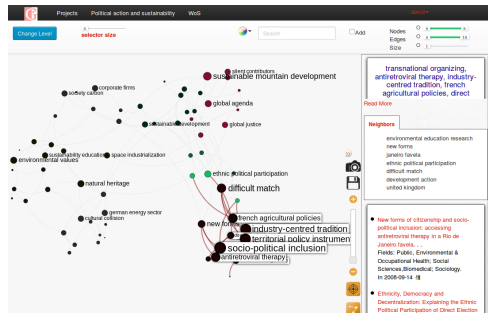 Projects Political action and sustainability WoS
Change Level
selector size
Search
Add
Nodes
Edges
Size
silent contributors
sustainable mountain development
corporate firms
society carbon
global agenda
sustainable development
global justice
sustainability education
space industrialization
environmental values
ethnic political participation
natural heritage
difficult match
german energy sector
cultural collision
french agricultural policies
new forms
industry-centred tradition
territorial policy instrument
socio-political inclusion
antiretroviral therapy
transnational organizing,
antiretroviral therapy, industry-
centred tradition, french
agricultural policies, direct
Read More
Neighbors
environmental education research
new forms
janeiro favela
ethnic political participation
difficult match
development action
united kingdom
New forms of citizenship and socio-
political inclusion: accessing
antiretroviral therapy in a Rio de
Janeiro favela. . .
Fields: Public, Environmental &
Occupational Health; Social
Sciences,Biomedical; Sociology.
In 2008-09-14
Ethnicity, Democracy and
Decentralization: Explaining the Ethnic
Political Participation of Direct Election